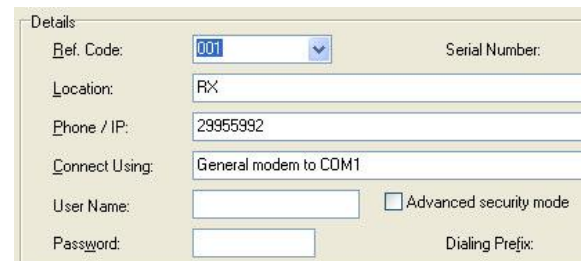 Details
Ref. Code: 001 Serial Number:
Location: RX
Phone / IP: 29955992
Connect Using: General modem to COM1
User Name: Advanced security mode
Password: Dialing Prefix: